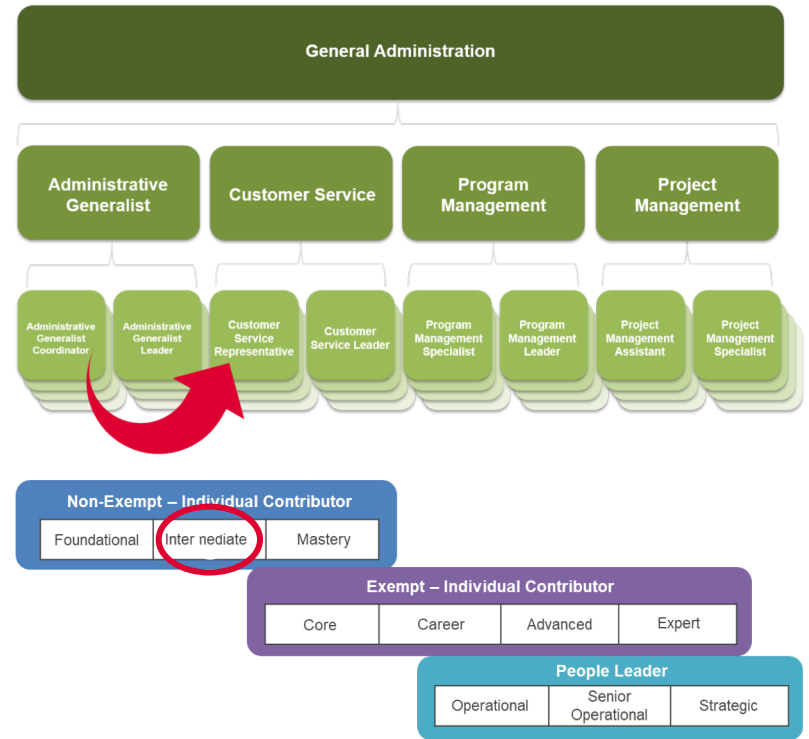 General Administration
Administrative
Generalist
Customer Service
Program
Management
Project
Management
Administrative
Generalist
Coordinator
Administrative
Generalist
Leader
Customer
Service
Representative
Customer
Service Leader
Program
Management
Specialist
Program
Management
Leader
Project
Management
Assistant
Project
Management
Specialist
Non-Exempt – Individual Contributor
Foundational
Inter nediate
Mastery
Exempt – Individual Contributor
Core
Career
Advanced
Expert
People Leader
Operational
Senior
Operational
Strategic